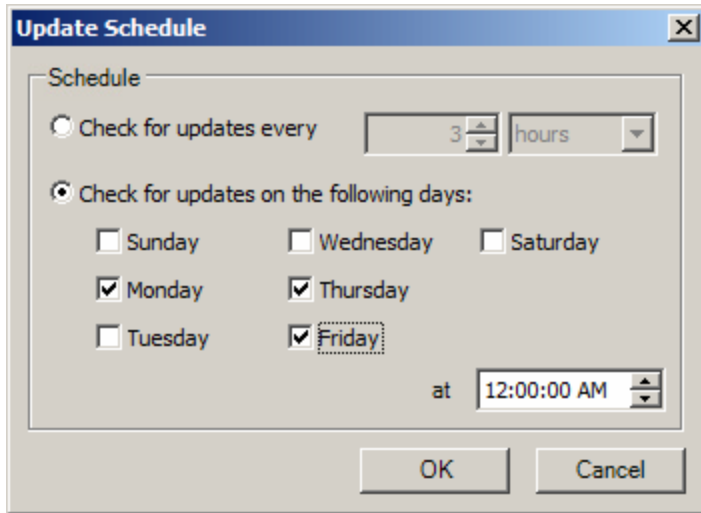 Update Schedule
Schedule
Check for updates every 3 hours
Check for updates on the following days:
Sunday Wednesday Saturday
Monday Thursday
Tuesday Friday
at 12:00:00 AM
OK Cancel